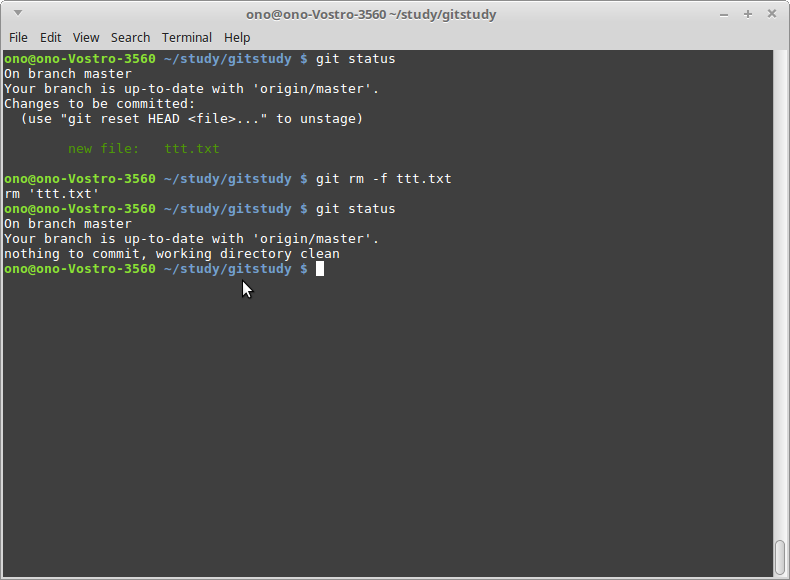 ono@ono-Vostro-3560 ~/study/gitstudy
File Edit View Search Terminal Help
ono@ono-Vostro-3560 ~/study/gitstudy $ git status
On branch master
Your branch is up-to-date with 'origin/master'.
Changes to be committed:
  (use "git reset HEAD <file>..." to unstage)
        new file:   ttt.txt
ono@ono-Vostro-3560 ~/study/gitstudy $ git rm -f ttt.txt
rm 'ttt.txt'
ono@ono-Vostro-3560 ~/study/gitstudy $ git status
On branch master
Your branch is up-to-date with 'origin/master'.
nothing to commit, working directory clean
ono@ono-Vostro-3560 ~/study/gitstudy $